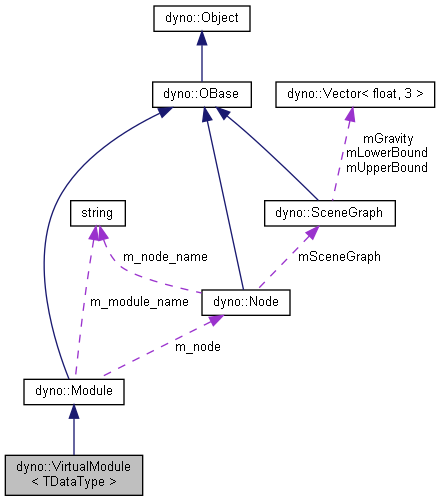 dyno::Object
dyno::OBase
dyno::Vector< float, 3 >
mGravity
mLowerBound
mUpperBound
string
dyno::SceneGraph
m_node_name
mSceneGraph
m_module_name
dyno::Node
m_node
dyno::Module
dyno::VirtualModule
< TDataType >